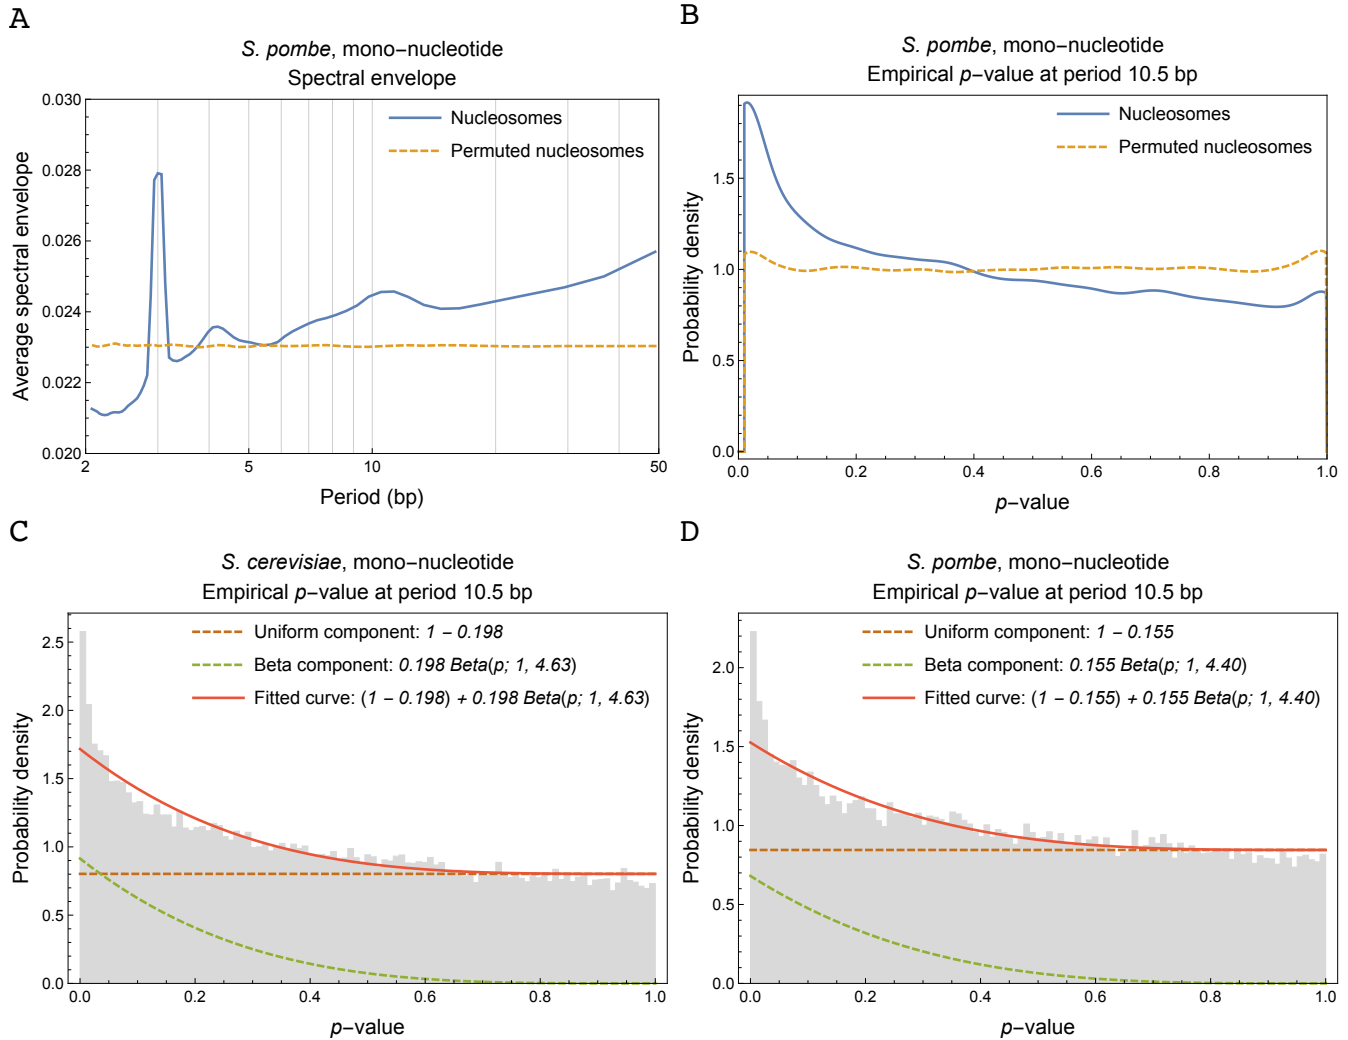 A
S. pombe, mono−nucleotide
Spectral envelope
Nucleosomes
Permuted nucleosomes
Average spectral envelope
0.030
0.028
0.026
0.024
0.022
0.020
2
5
10
50
Period (bp)
B
S. pombe, mono−nucleotide
Empirical p−value at period 10.5 bp
Nucleosomes
Permuted nucleosomes
Probability density
1.5
1.0
0.5
0.0
0.0
0.2
0.4
0.6
0.8
1.0
p−value
C
S. cerevisiae, mono−nucleotide
Empirical p−value at period 10.5 bp
Uniform component: 1 − 0.198
Beta component: 0.198 Beta(p; 1, 4.63)
Fitted curve: (1 − 0.198) + 0.198 Beta(p; 1, 4.63)
Probability density
2.5
2.0
1.5
1.0
0.5
0.0
0.0
0.2
0.4
0.6
0.8
1.0
p−value
D
S. pombe, mono−nucleotide
Empirical p−value at period 10.5 bp
Uniform component: 1 − 0.155
Beta component: 0.155 Beta(p; 1, 4.40)
Fitted curve: (1 − 0.155) + 0.155 Beta(p; 1, 4.40)
Probability density
2.0
1.5
1.0
0.5
0.0
0.0
0.2
0.4
0.6
0.8
1.0
p−value